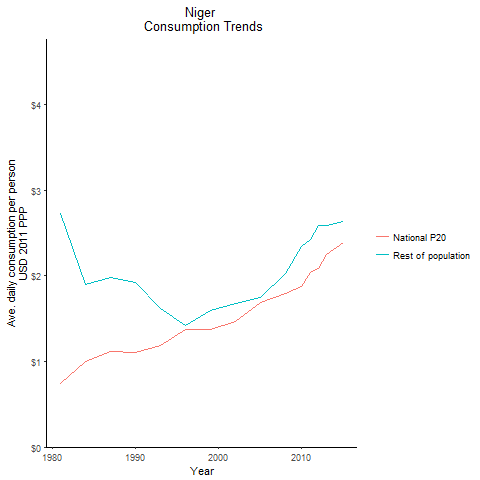 Niger
Consumption Trends
Ave. daily consumption per person
USD 2011 PPP
$4
$3
$2
$1
$0
1980
1990
2000
2010
Year
National P20
Rest of population